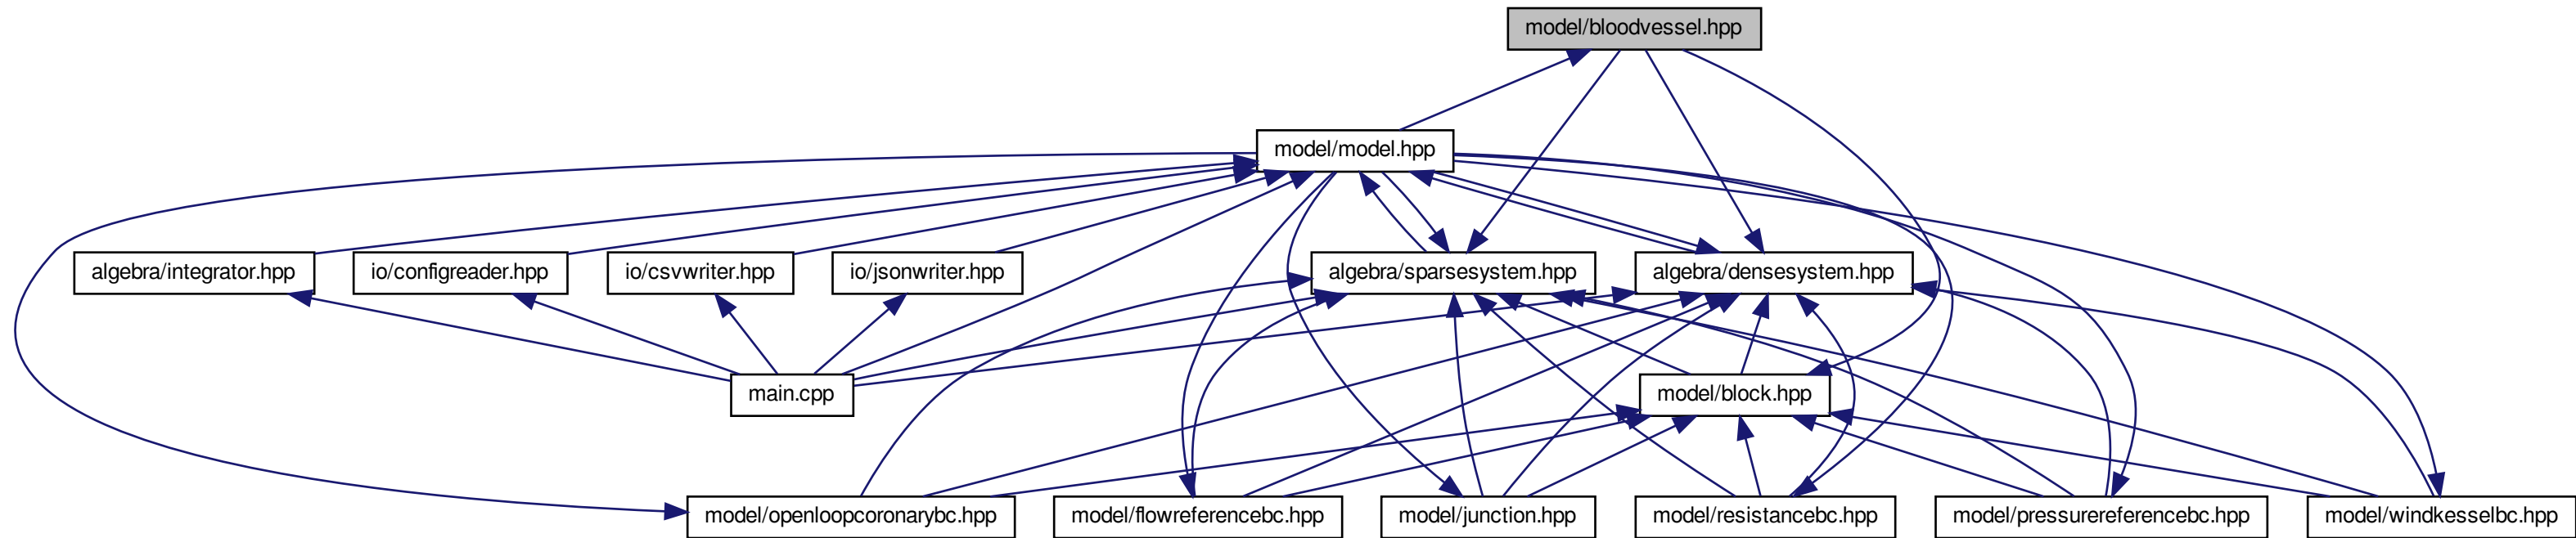 model/bloodvessel.hpp
model/model.hpp
algebra/integrator.hpp
io/configreader.hpp
io/csvwriter.hpp
io/jsonwriter.hpp
algebra/sparsesystem.hpp
algebra/densesystem.hpp
main.cpp
model/block.hpp
model/openloopcoronarybc.hpp
model/flowreferencebc.hpp
model/junction.hpp
model/resistancebc.hpp
model/pressurereferencebc.hpp
model/windkesselbc.hpp